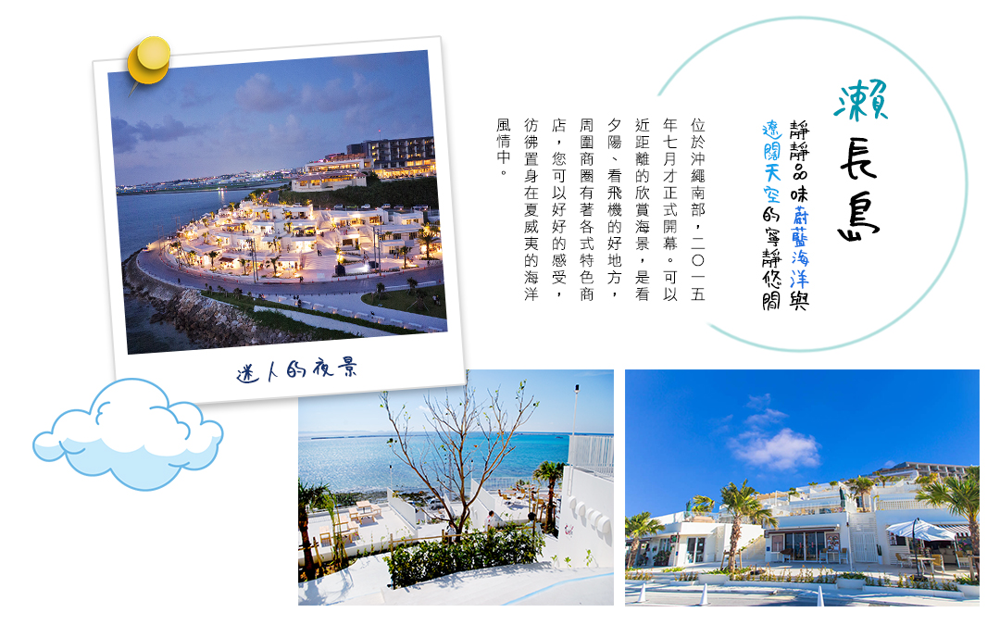 瀨長島
靜靜品味蔚藍海洋與
遼闊天空的寧靜悠閒
位於沖繩南部，二〇一五
年七月才正式開幕。可以
近距離的欣賞海景，是看
夕陽、看飛機的好地方，
周圍商圈有著各式特色商
店，您可以好好的感受，
彷彿置身在夏威夷的海洋
風情中。
迷人的夜景